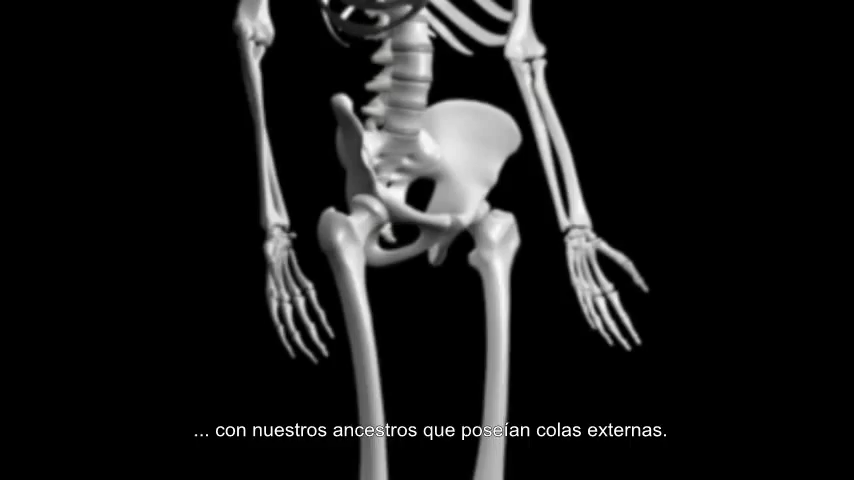 ... con nuestros ancestros que poseían colas externas.